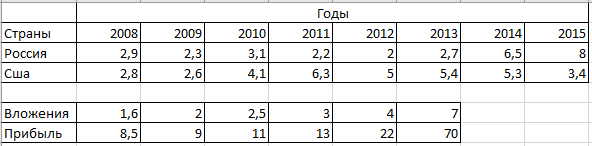 Годы
Страны 2008 2009 2010 2011 2012 2013 2014 2015
Россия 2,9 2,3 3,1 2,2 2 2,7 6,5 8
Сша 2,8 2,6 4,1 6,3 5 5,4 5,3 3,4
Вложения 1,6 2 2,5 3 4 7
Прибыль 8,5 9 11 13 22 70